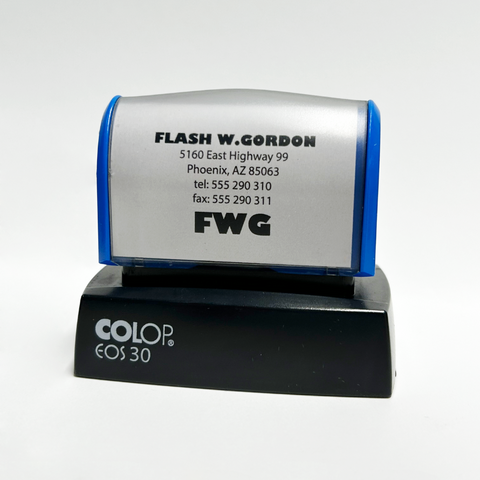 FLASH W.GORDON
5160 East Highway 99
Phoenix, AZ 85063
tel: 555 290 310
fax: 555 290 311
FWG
COLOP®
EOS 30